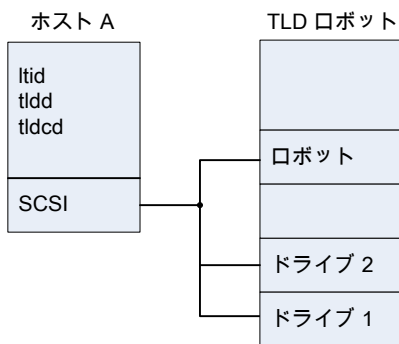 ホスト A
ltid
tldd
tldcd
SCSI
TLD ロボット
ロボット
ドライブ 2
ドライブ 1